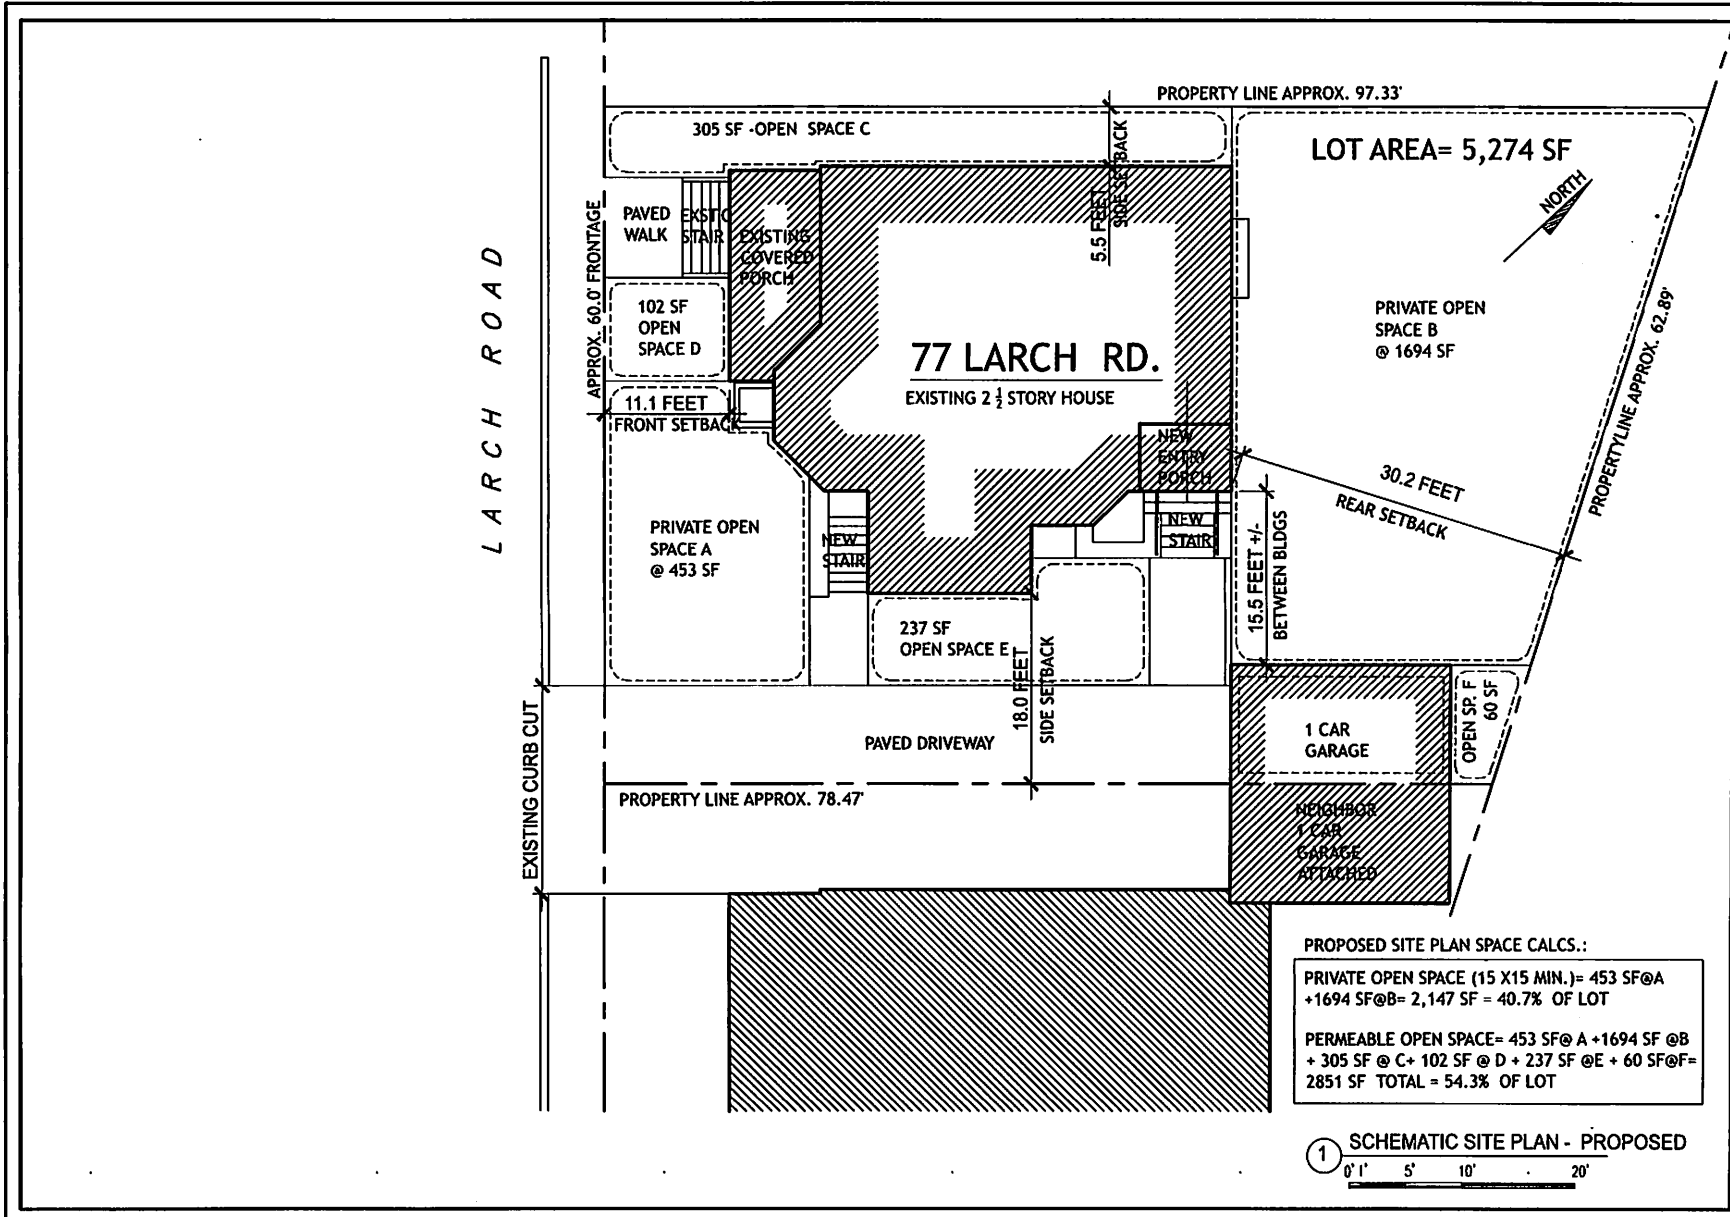 PROPERTY LINE APPROX. 97.33'
305 SF -OPEN SPACE C
LOT AREA= 5,274 SF
5.5 FEET
SIDE SETBACK
NORTH
LARCH ROAD
APPROX. 60.0' FRONTAGE
PAVED
WALK
EXST'G
STAIR
EXISTING
COVERED
PORCH
102 SF
OPEN
SPACE D
PRIVATE OPEN
SPACE B
@ 1694 SF
PROPERTYLINE APPROX. 62.89'
77 LARCH RD.
EXISTING 2 ½ STORY HOUSE
11.1 FEET
FRONT SETBACK
NEW
ENTRY
PORCH
30.2 FEET
REAR SETBACK
PRIVATE OPEN
SPACE A
@ 453 SF
NEW
STAIR
NEW
STAIR
15.5 FEET +/-
BETWEEN BLDGS
237 SF
OPEN SPACE E
18.0 FEET
SIDE SETBACK
OPEN SP. F
60 SF
1 CAR
GARAGE
PAVED DRIVEWAY
EXISTING CURB CUT
PROPERTY LINE APPROX. 78.47'
NEIGHBOR
1 CAR
GARAGE
ATTACHED
PROPOSED SITE PLAN SPACE CALCS.:
PRIVATE OPEN SPACE (15 X15 MIN.)= 453 SF@A
+1694 SF@B= 2,147 SF = 40.7% OF LOT
PERMEABLE OPEN SPACE= 453 SF@ A +1694 SF @B
+ 305 SF @ C+ 102 SF @ D + 237 SF @E + 60 SF@F=
2851 SF TOTAL = 54.3% OF LOT
1 SCHEMATIC SITE PLAN - PROPOSED
0' 1' 5' 10' 20'